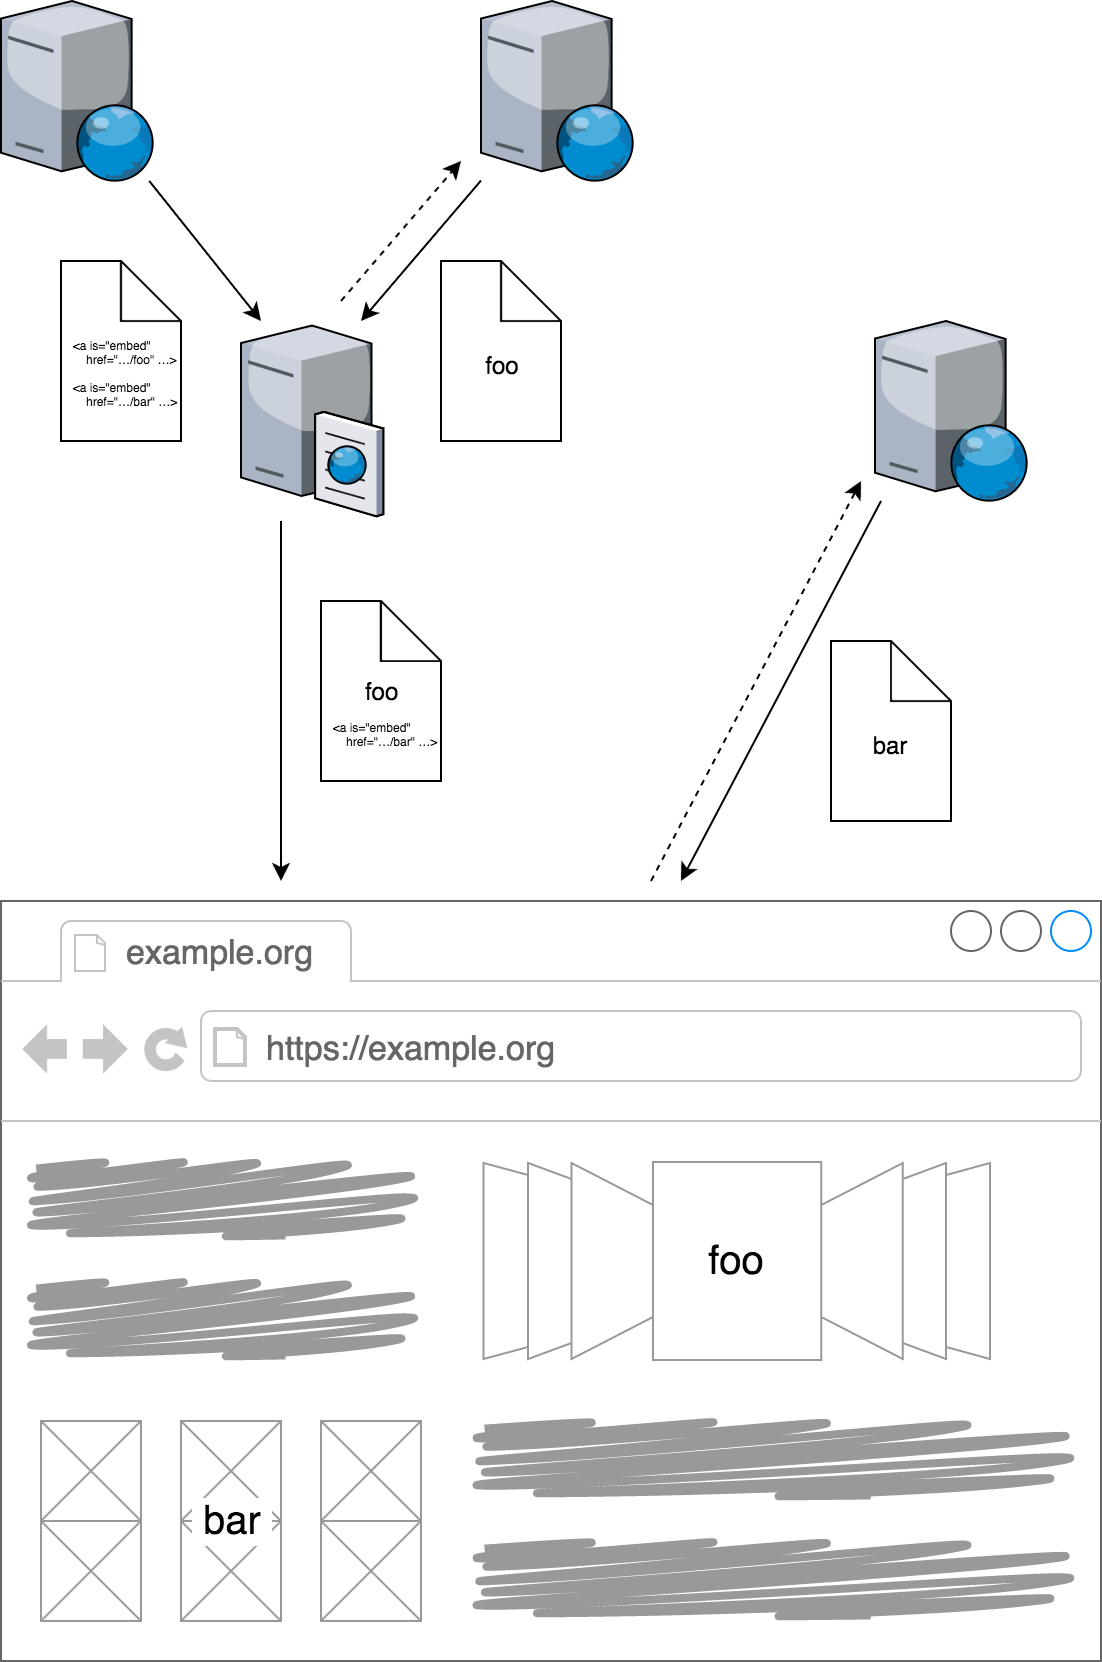 <a is="embed"
href="…/foo" …>
<a is="embed"
href="…/bar" …>
foo
foo
<a is="embed"
href="…/bar" …>
bar
example.org
https://example.org
foo
bar